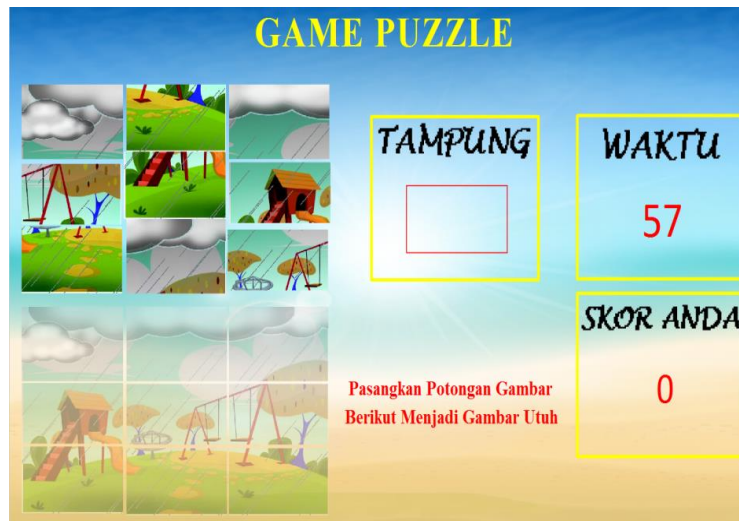 GAME PUZZLE
TAMPUNG
WAKTU
57
SKOR ANDA
0
Pasangkan Potongan Gambar
Berikut Menjadi Gambar Utuh